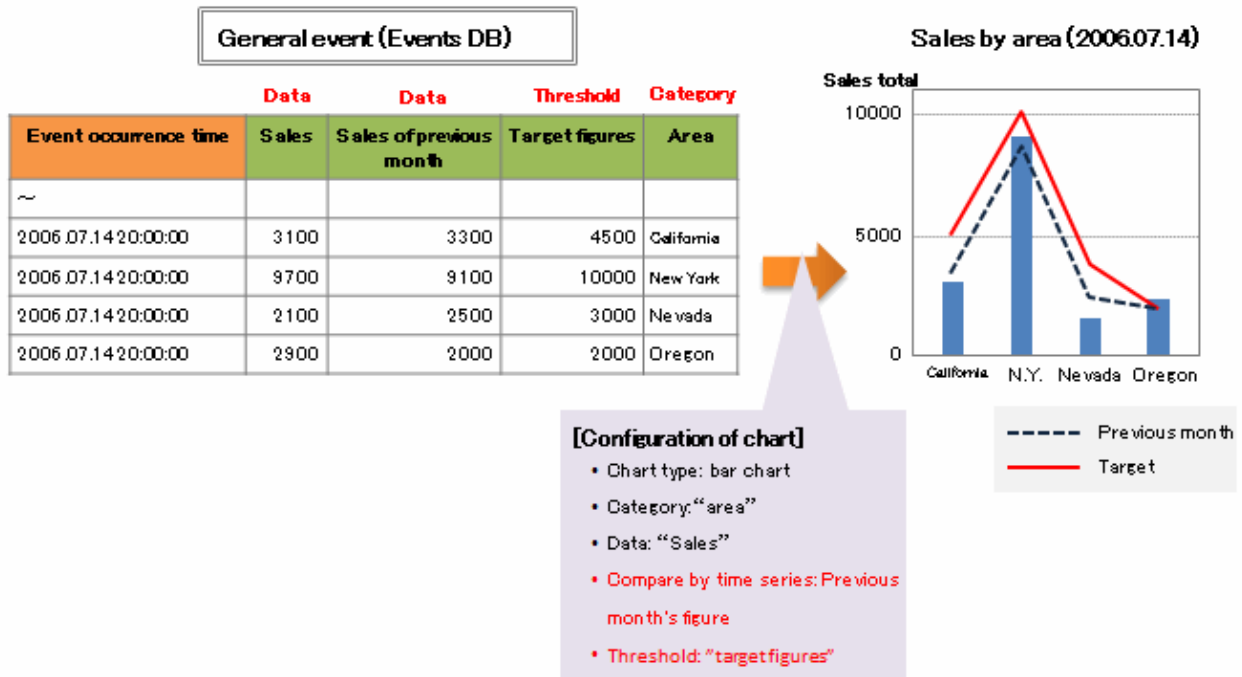 General event (Events DB)
Sales by area (2006.07.14)
Data Data Threshold Category
Event occurrence time Sales Sales of previous month Target figures Area
~
2006.07.14 20:00:00 3100 3300 4500 California
2006.07.14 20:00:00 9700 9100 10000 New York
2006.07.14 20:00:00 2100 2500 3000 Nevada
2006.07.14 20:00:00 2900 2000 2000 Oregon
Sales total
10000
5000
0
California N.Y. Nevada Oregon
Previous month
Target
[Configuration of chart]
• Chart type: bar chart
• Category: “area”
• Data: “Sales”
• Compare by time series: Previous
month's figure
• Threshold: "target figures"